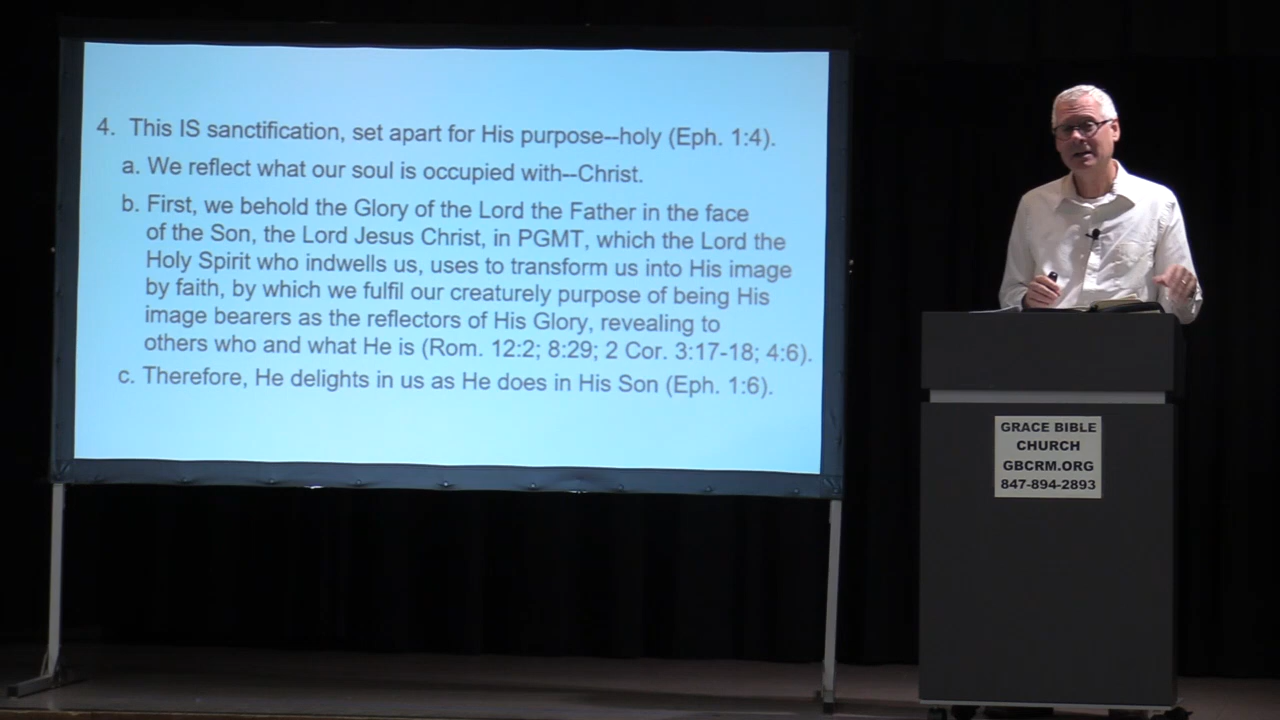 4. This IS sanctification, set apart for His purpose--holy (Eph. 1:4).
a. We reflect what our soul is occupied with--Christ.
b. First, we behold the Glory of the Lord the Father in the face
of the Son, the Lord Jesus Christ, in PGMT, which the Lord the
Holy Spirit who indwells us, uses to transform us into His image
by faith, by which we fulfil our creaturely purpose of being His
image bearers as the reflectors of His Glory, revealing to
others who and what He is (Rom. 12:2; 8:29; 2 Cor. 3:17-18; 4:6).
c. Therefore, He delights in us as He does in His Son (Eph. 1:6).
GRACE BIBLE
CHURCH
GBCRM.ORG
847-894-2893